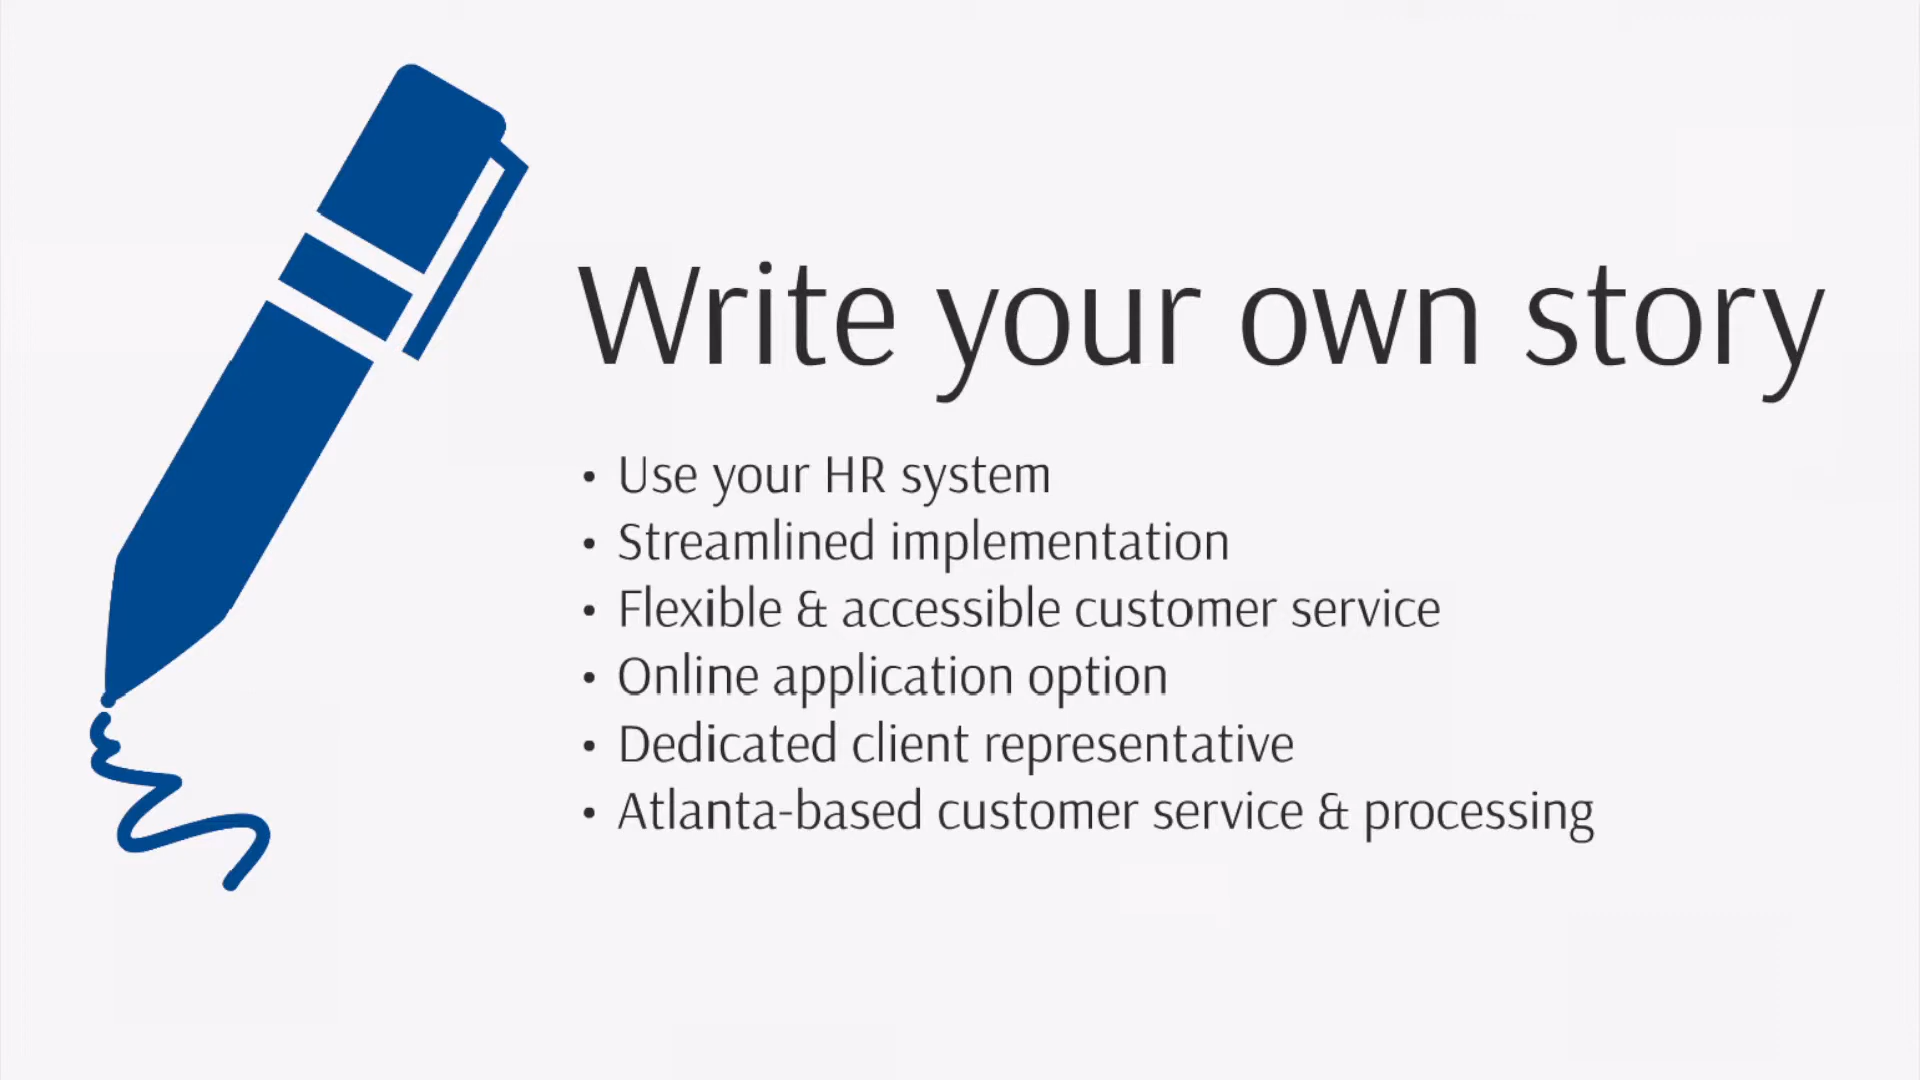 Write your own story
• Use your HR system
• Streamlined implementation
• Flexible & accessible customer service
• Online application option
• Dedicated client representative
• Atlanta-based customer service & processing